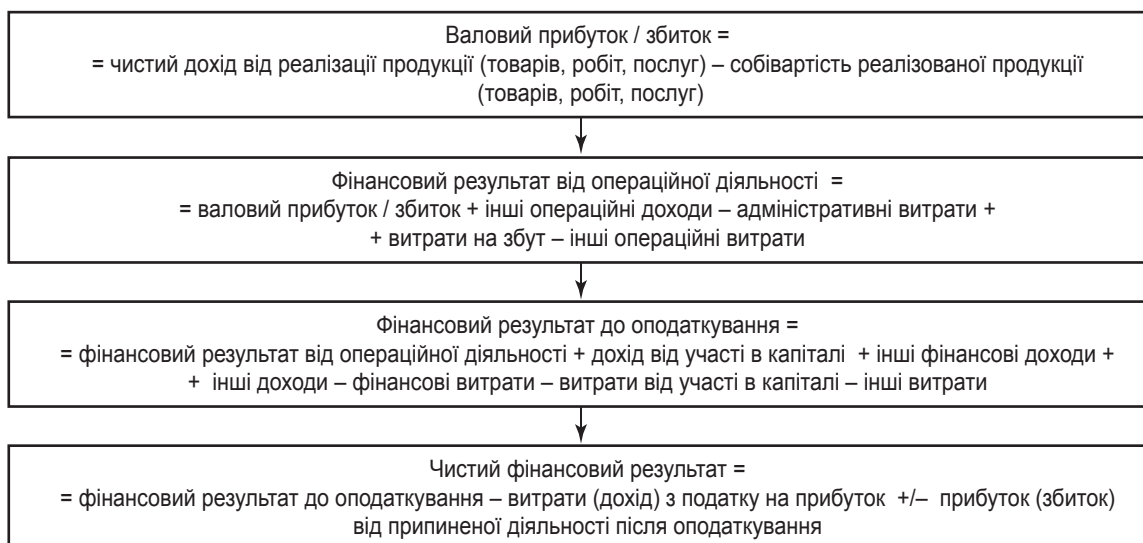 Валовий прибуток / збиток =
= чистий дохід від реалізації продукції (товарів, робіт, послуг) – собівартість реалізованої продукції
(товарів, робіт, послуг)
Фінансовий результат від операційної діяльності =
= валовий прибуток / збиток + інші операційні доходи – адміністративні витрати +
+ витрати на збут – інші операційні витрати
Фінансовий результат до оподаткування =
= фінансовий результат від операційної діяльності + дохід від участі в капіталі + інші фінансові доходи +
+ інші доходи – фінансові витрати – витрати від участі в капіталі – інші витрати
Чистий фінансовий результат =
= фінансовий результат до оподаткування – витрати (дохід) з податку на прибуток +/– прибуток (збиток)
від припиненої діяльності після оподаткування